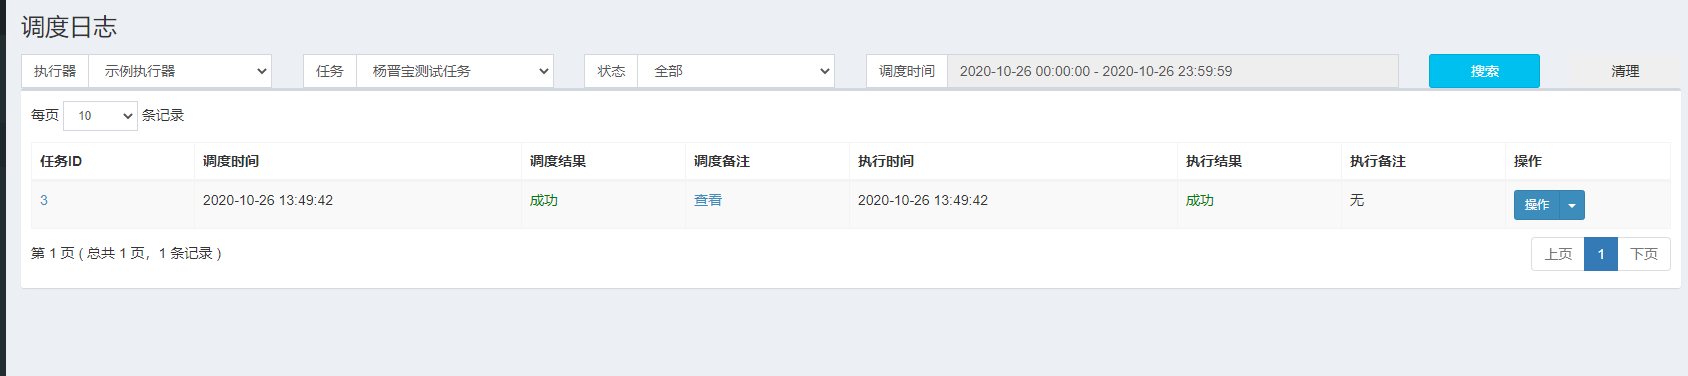 调度日志
执行器 示例执行器 任务 杨晋宝测试任务 状态 全部 调度时间 2020-10-26 00:00:00 - 2020-10-26 23:59:59 搜索 清理
每页 10 条记录
任务ID 调度时间 调度结果 调度备注 执行时间 执行结果 执行备注 操作
3 2020-10-26 13:49:42 成功 查看 2020-10-26 13:49:42 成功 无 操作
第 1 页 ( 总共 1 页，1 条记录 ) 上页 1 下页